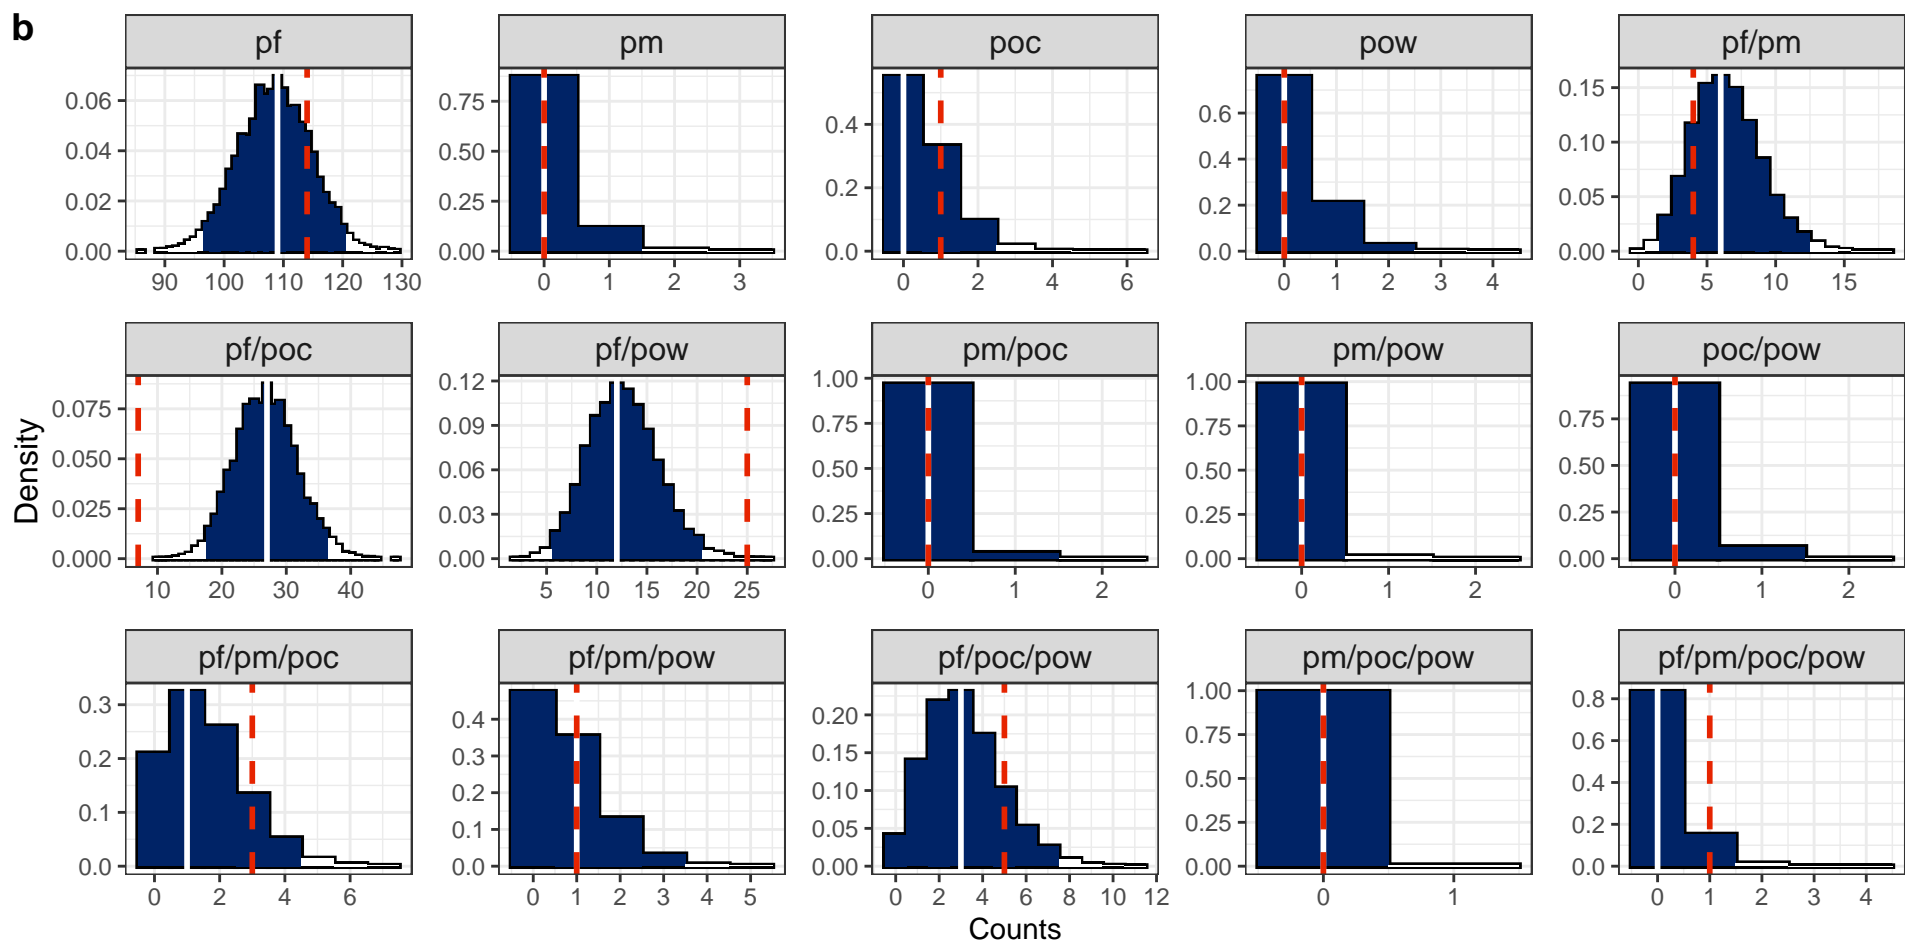 b
pf pm poc pow pf/pm
0.06 0.04 0.02 0.00
90 100 110 120 130
0.75 0.50 0.25 0.00
0 1 2 3
0.4 0.2 0.0
0 2 4 6
0.6 0.4 0.2 0.0
0 1 2 3 4
0.15 0.10 0.05 0.00
0 5 10 15
pf/poc pf/pow pm/poc pm/pow poc/pow
Density
0.075 0.050 0.025 0.000
10 20 30 40
0.12 0.09 0.06 0.03 0.00
5 10 15 20 25
1.00 0.75 0.50 0.25 0.00
0 1 2
1.00 0.75 0.50 0.25 0.00
0 1 2
0.75 0.50 0.25 0.00
0 1 2
pf/pm/poc pf/pm/pow pf/poc/pow pm/poc/pow pf/pm/poc/pow
0.3 0.2 0.1 0.0
0 2 4 6
0.4 0.3 0.2 0.1 0.0
0 1 2 3 4 5
0.20 0.15 0.10 0.05 0.00
0 2 4 6 8 10 12
1.00 0.75 0.50 0.25 0.00
0 1
0.8 0.6 0.4 0.2 0.0
0 1 2 3 4
Counts